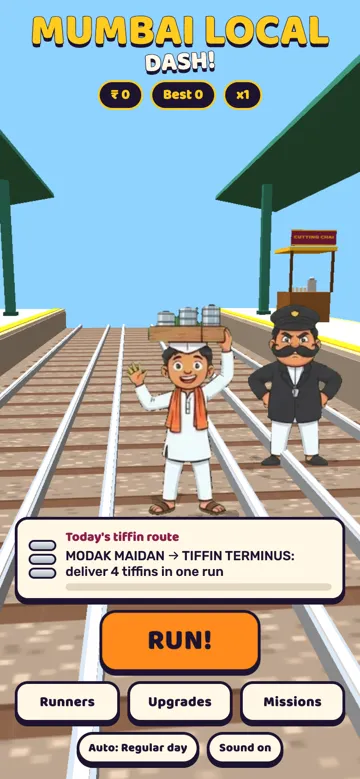 MUMBAI LOCAL
DASH!
₹ 0
Best 0
x1
CUTTING CHAI
Today's tiffin route
MODAK MAIDAN → TIFFIN TERMINUS:
deliver 4 tiffins in one run
RUN!
Runners
Upgrades
Missions
Auto: Regular day
Sound on